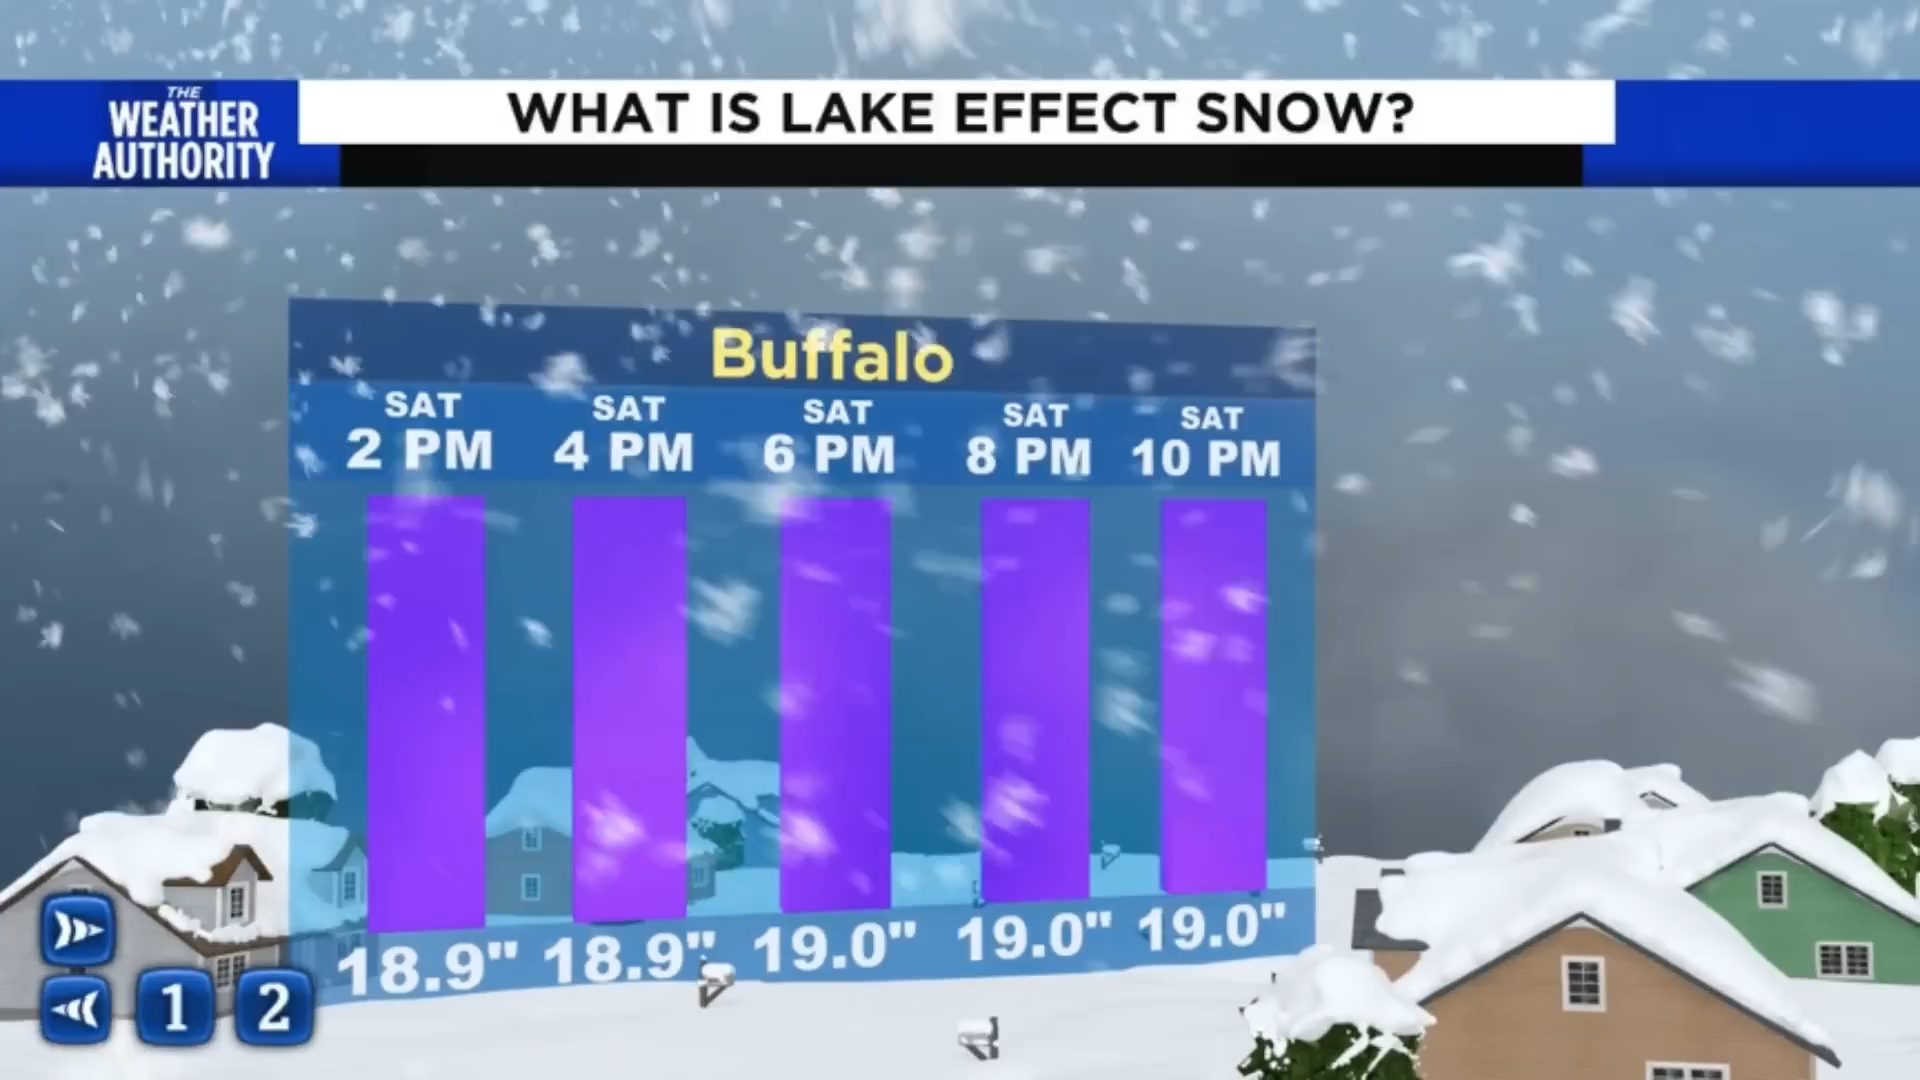 THE
WEATHER
AUTHORITY
WHAT IS LAKE EFFECT SNOW?
Buffalo
SAT SAT SAT SAT SAT
2 PM 4 PM 6 PM 8 PM 10 PM
18.9" 18.9" 19.0" 19.0" 19.0"
1 2